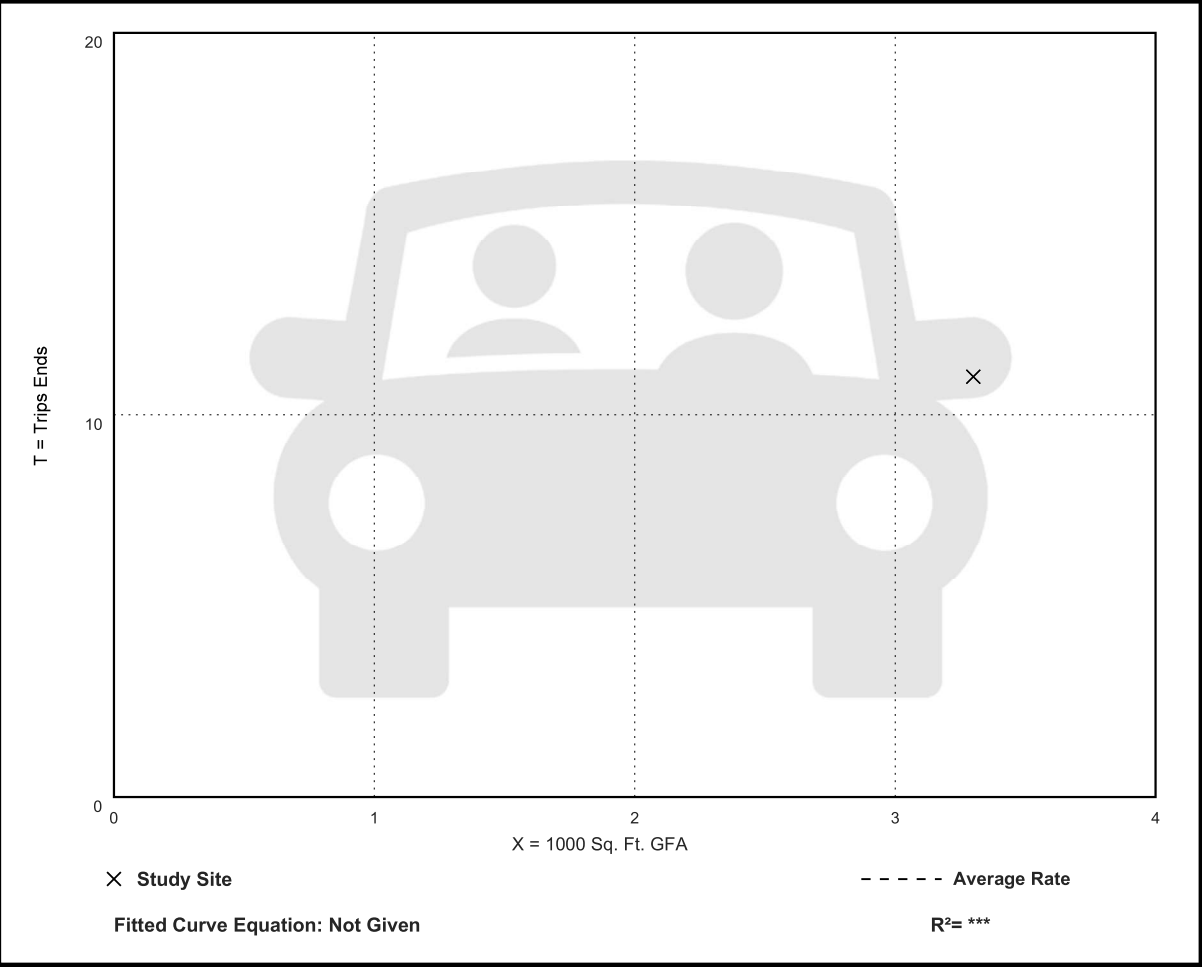 20
T = Trips Ends
10
0
0 1 2 3 4
X = 1000 Sq. Ft. GFA
Study Site
Average Rate
Fitted Curve Equation: Not Given
R²= ***